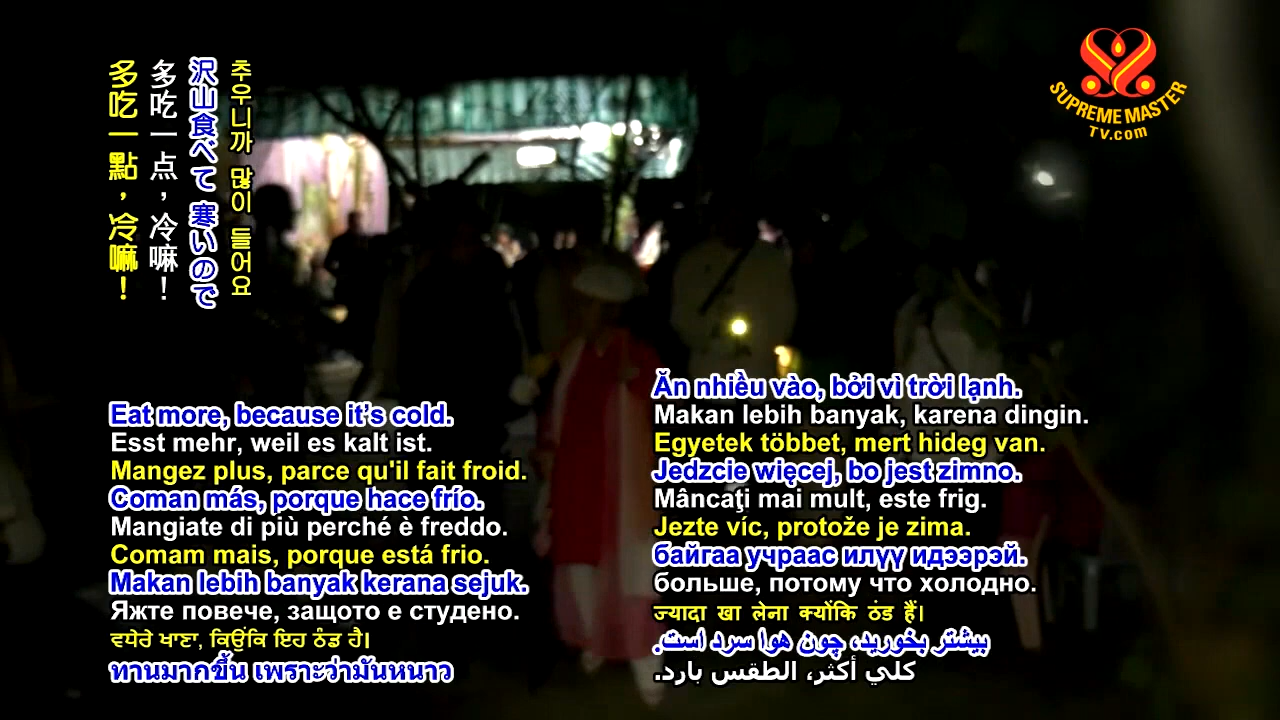 多吃一點，冷嘛！
多吃一点，冷嘛！
沢山食べて 寒いので
추우니까 많이 들어요
SUPREME MASTER
TV.com
Eat more, because it's cold.
Esst mehr, weil es kalt ist.
Mangez plus, parce qu'il fait froid.
Coman más, porque hace frío.
Mangiate di più perché è freddo.
Comam mais, porque está frio.
Makan lebih banyak kerana sejuk.
Яжте повече, защото е студено.
ਵਧੇਰੇ ਖਾਣਾ, ਕਿਉਂਕਿ ਇਹ ਠੰਡ ਹੈ।
ทานมากขึ้น เพราะว่ามันหนาว
Ăn nhiều vào, bởi vì trời lạnh.
Makan lebih banyak, karena dingin.
Egyetek többet, mert hideg van.
Jedzcie więcej, bo jest zimno.
Mâncaţi mai mult, este frig.
Jezte víc, protože je zima.
байгаа учраас илүү идээрэй.
больше, потому что холодно.
ज्यादा खा लेना क्योंकि ठंड हैं।
بیشتر بخورید، چون هوا سرد است.
كلي أكثر، الطقس بارد.